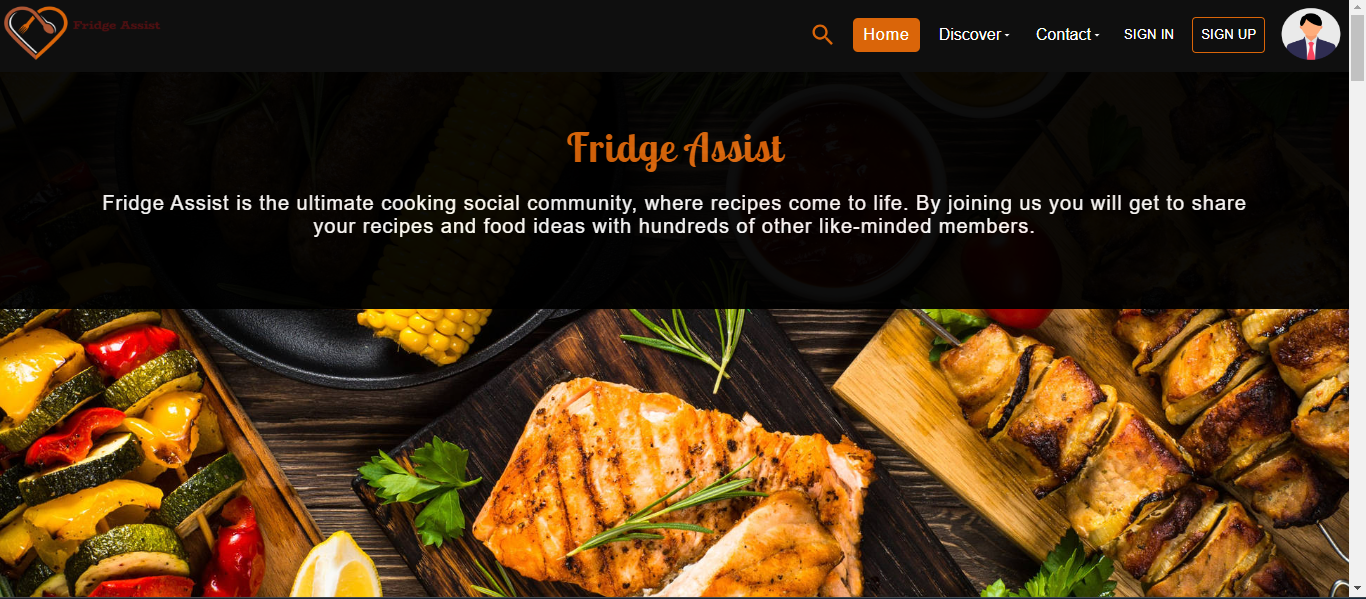 Fridge Assist
Home
Discover
Contact
SIGN IN
SIGN UP
Fridge Assist
Fridge Assist is the ultimate cooking social community, where recipes come to life. By joining us you will get to share
your recipes and food ideas with hundreds of other like-minded members.